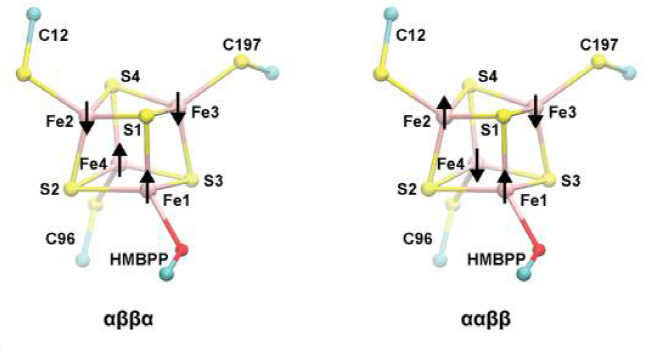 C12
C197
S4
Fe2
Fe3
S1
Fe4
S2
S3
Fe1
C96
HMBPP
αββα
C12
C197
S4
Fe2
Fe3
S1
Fe4
S2
S3
Fe1
C96
HMBPP
ααββ